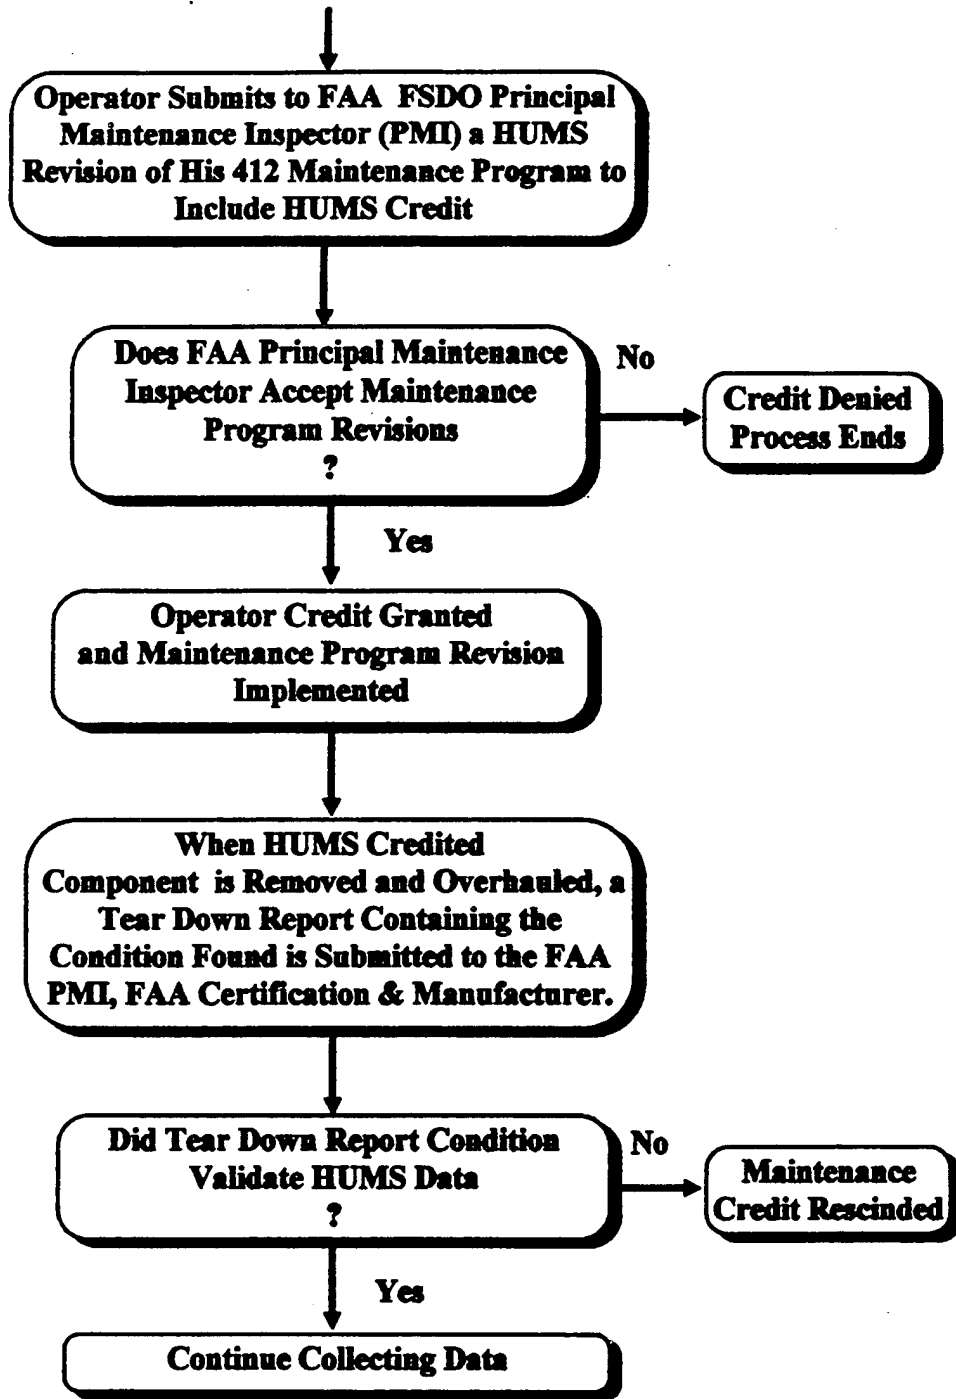 Operator Submits to FAA FSDO Principal
Maintenance Inspector (PMI) a HUMS
Revision of His 412 Maintenance Program to
Include HUMS Credit
Does FAA Principal Maintenance
Inspector Accept Maintenance
Program Revisions
?
No
Credit Denied
Process Ends
Yes
Operator Credit Granted
and Maintenance Program Revision
Implemented
When HUMS Credited
Component is Removed and Overhauled, a
Tear Down Report Containing the
Condition Found is Submitted to the FAA
PMI, FAA Certification & Manufacturer.
Did Tear Down Report Condition
Validate HUMS Data
?
No
Maintenance
Credit Rescinded
Yes
Continue Collecting Data